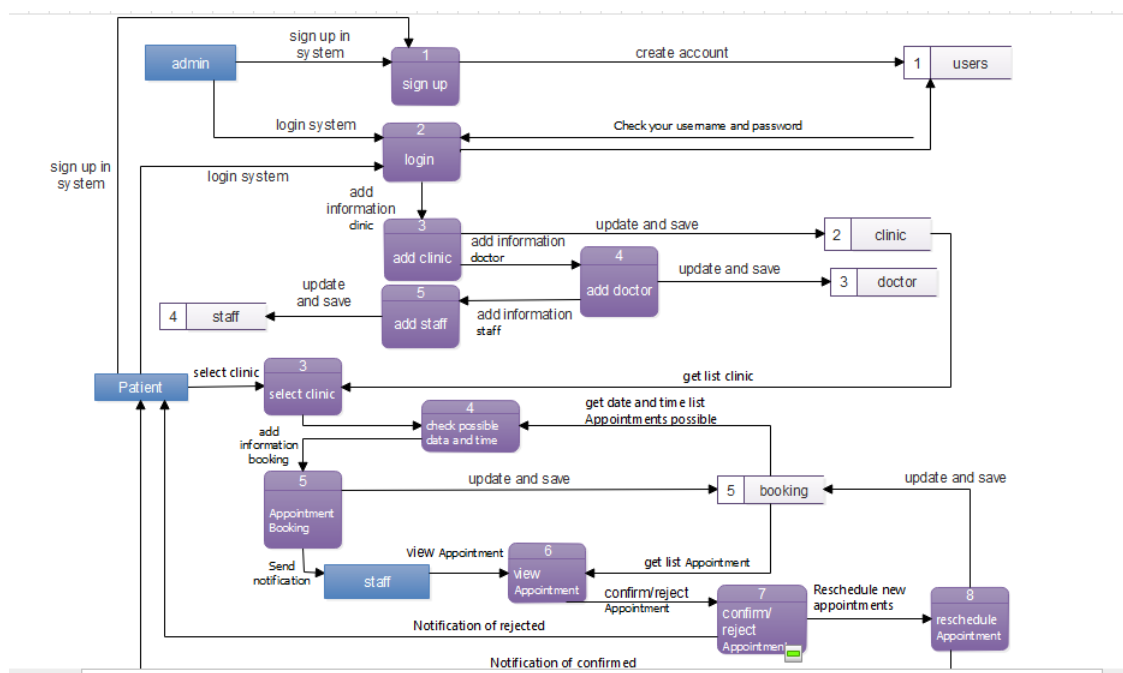 sign up in
system
admin
1
sign up
create account
1
users
login system
2
login
Check your username and password
sign up in
system
login system
add
information
clinic
3
add clinic
update and save
2
clinic
add information
doctor
4
add doctor
update and save
3
doctor
update
and save
5
add staff
add information
staff
4
staff
Patient
select clinic
3
select clinic
get list clinic
4
check possible
data and time
get date and time list
Appointments possible
add
information
booking
5
Appointment
Booking
update and save
5
booking
update and save
Send
notification
staff
view Appointment
6
view
Appointment
get list Appointment
confirm/reject
Appointment
7
confirm/
reject
Appointment
Reschedule new
appointments
8
reschedule
Appointment
Notification of rejected
Notification of confirmed